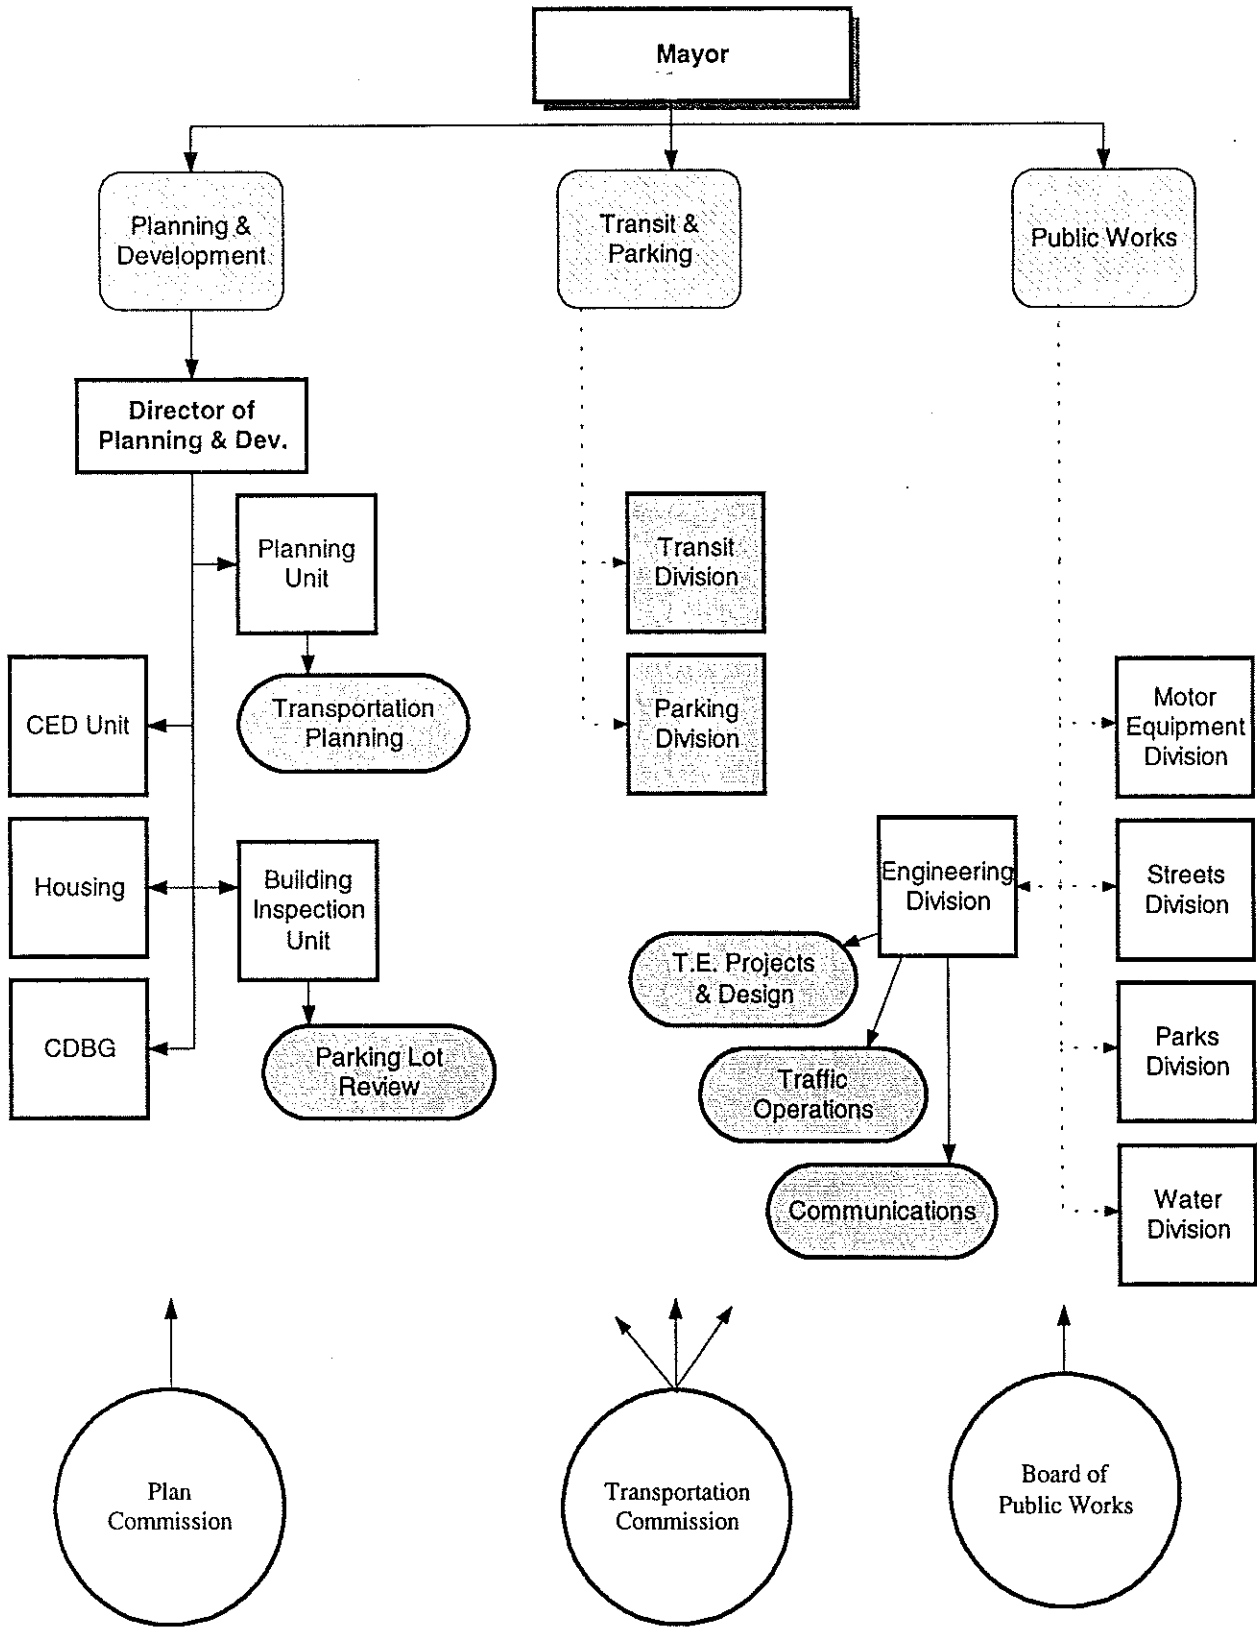 Mayor
Planning &
Development
Transit &
Parking
Public Works
Director of
Planning & Dev.
Planning
Unit
Transit
Division
Transportation
Planning
CED Unit
Parking
Division
Motor
Equipment
Division
Housing
Building
Inspection
Unit
Engineering
Division
Streets
Division
T.E. Projects
& Design
CDBG
Parking Lot
Review
Traffic
Operations
Parks
Division
Communications
Water
Division
Plan
Commission
Transportation
Commission
Board of
Public Works